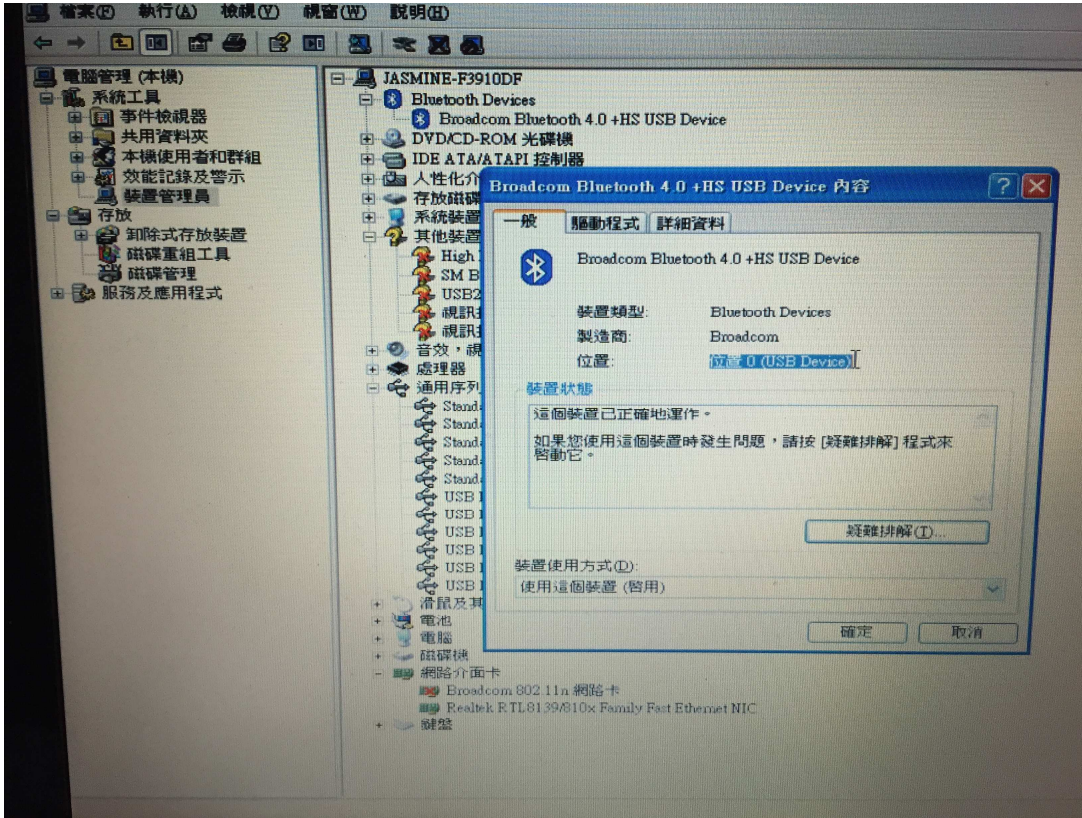 檔案(F) 執行(A) 檢視(V) 視窗(W) 說明(H)
電腦管理 (本機)
系統工具
事件檢視器
共用資料夾
本機使用者和群組
效能記錄及警示
裝置管理員
存放
卸除式存放裝置
磁碟重組工具
磁碟管理
服務及應用程式
JASMINE-F3910DF
Bluetooth Devices
Broadcom Bluetooth 4.0 +HS USB Device
DVD/CD-ROM 光碟機
IDE ATA/ATAPI 控制器
人性化介
存放磁碟
系統裝置
其他裝置
High
SM B
USB2
視訊
視訊
音效，視
處理器
通用序列
Standa
Standa
Standa
Standa
Standa
USB
USB
USB
USB
USB
USB
滑鼠及其
電池
電腦
磁碟機
網路介面卡
Broadcom 802.11n 網路卡
Realtek RTL8139/810x Family Fast Ethernet NIC
鍵盤
Broadcom Bluetooth 4.0 +HS USB Device 內容
一般 驅動程式 詳細資料
Broadcom Bluetooth 4.0 +HS USB Device
裝置類型: Bluetooth Devices
製造商: Broadcom
位置: 位置 0 (USB Device)
裝置狀態
這個裝置已正確地運作。
如果您使用這個裝置時發生問題，請按 [疑難排解] 程式來
啓動它。
疑難排解(T)...
裝置使用方式(D):
使用這個裝置 (啓用)
確定 取消